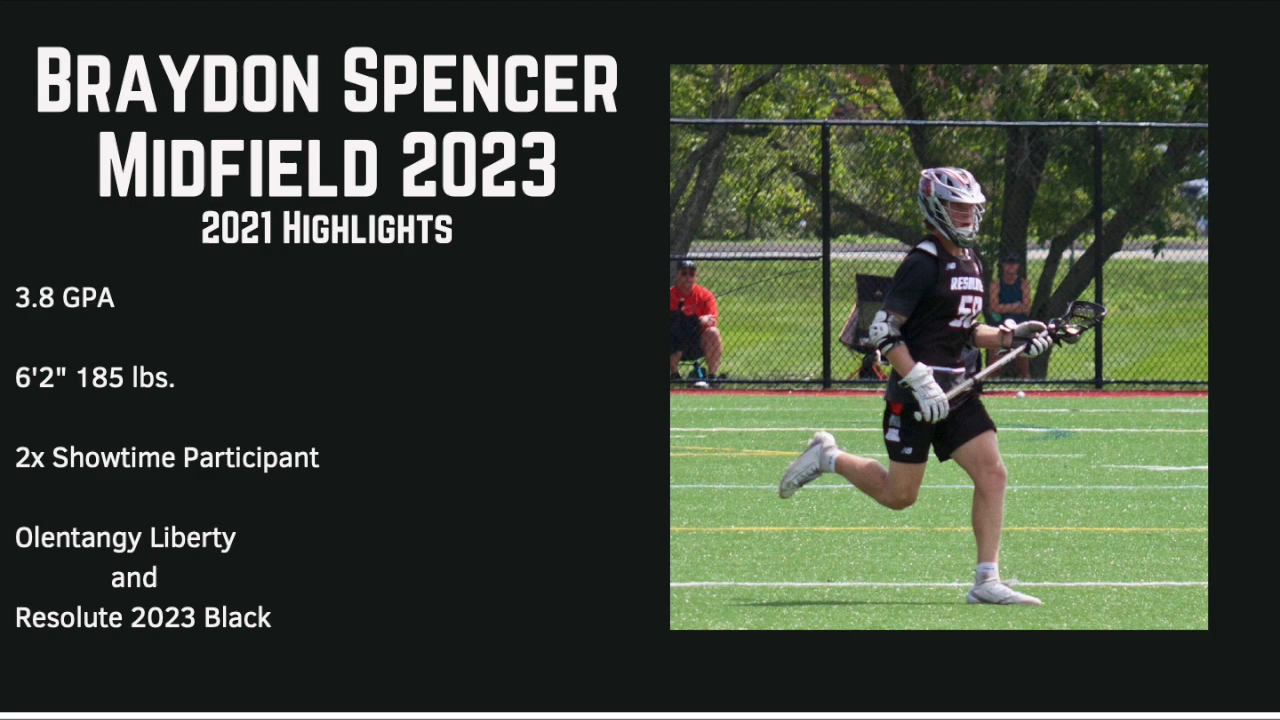 Braydon Spencer
Midfield 2023
2021 Highlights
3.8 GPA
6'2" 185 lbs.
2x Showtime Participant
Olentangy Liberty
and
Resolute 2023 Black